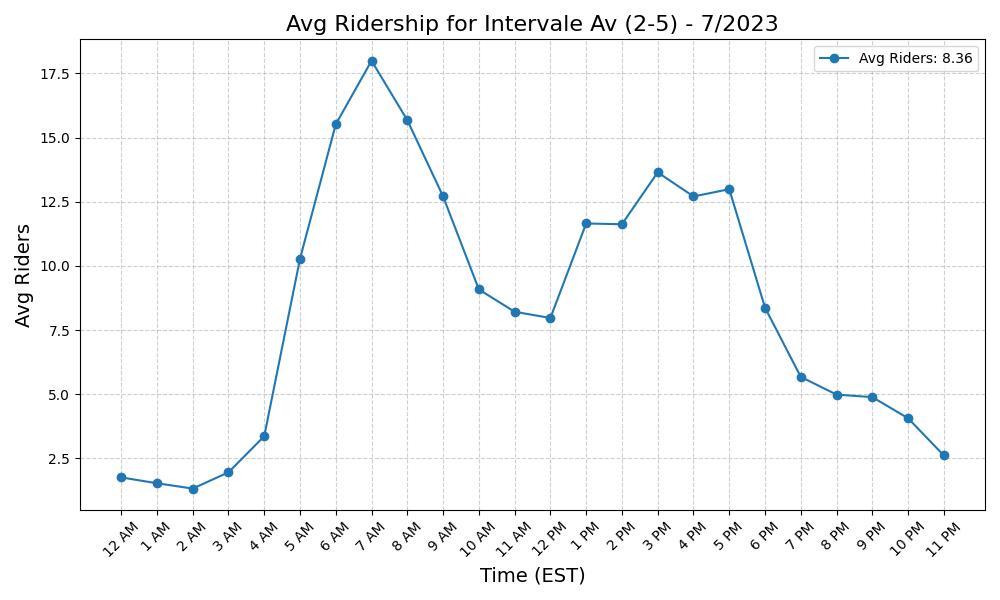 Avg Ridership for Intervale Av (2-5) - 7/2023
Avg Riders: 8.36
Avg Riders
17.5
15.0
12.5
10.0
7.5
5.0
2.5
12 AM
1 AM
2 AM
3 AM
4 AM
5 AM
6 AM
7 AM
8 AM
9 AM
10 AM
11 AM
12 PM
1 PM
2 PM
3 PM
4 PM
5 PM
6 PM
7 PM
8 PM
9 PM
10 PM
11 PM
Time (EST)